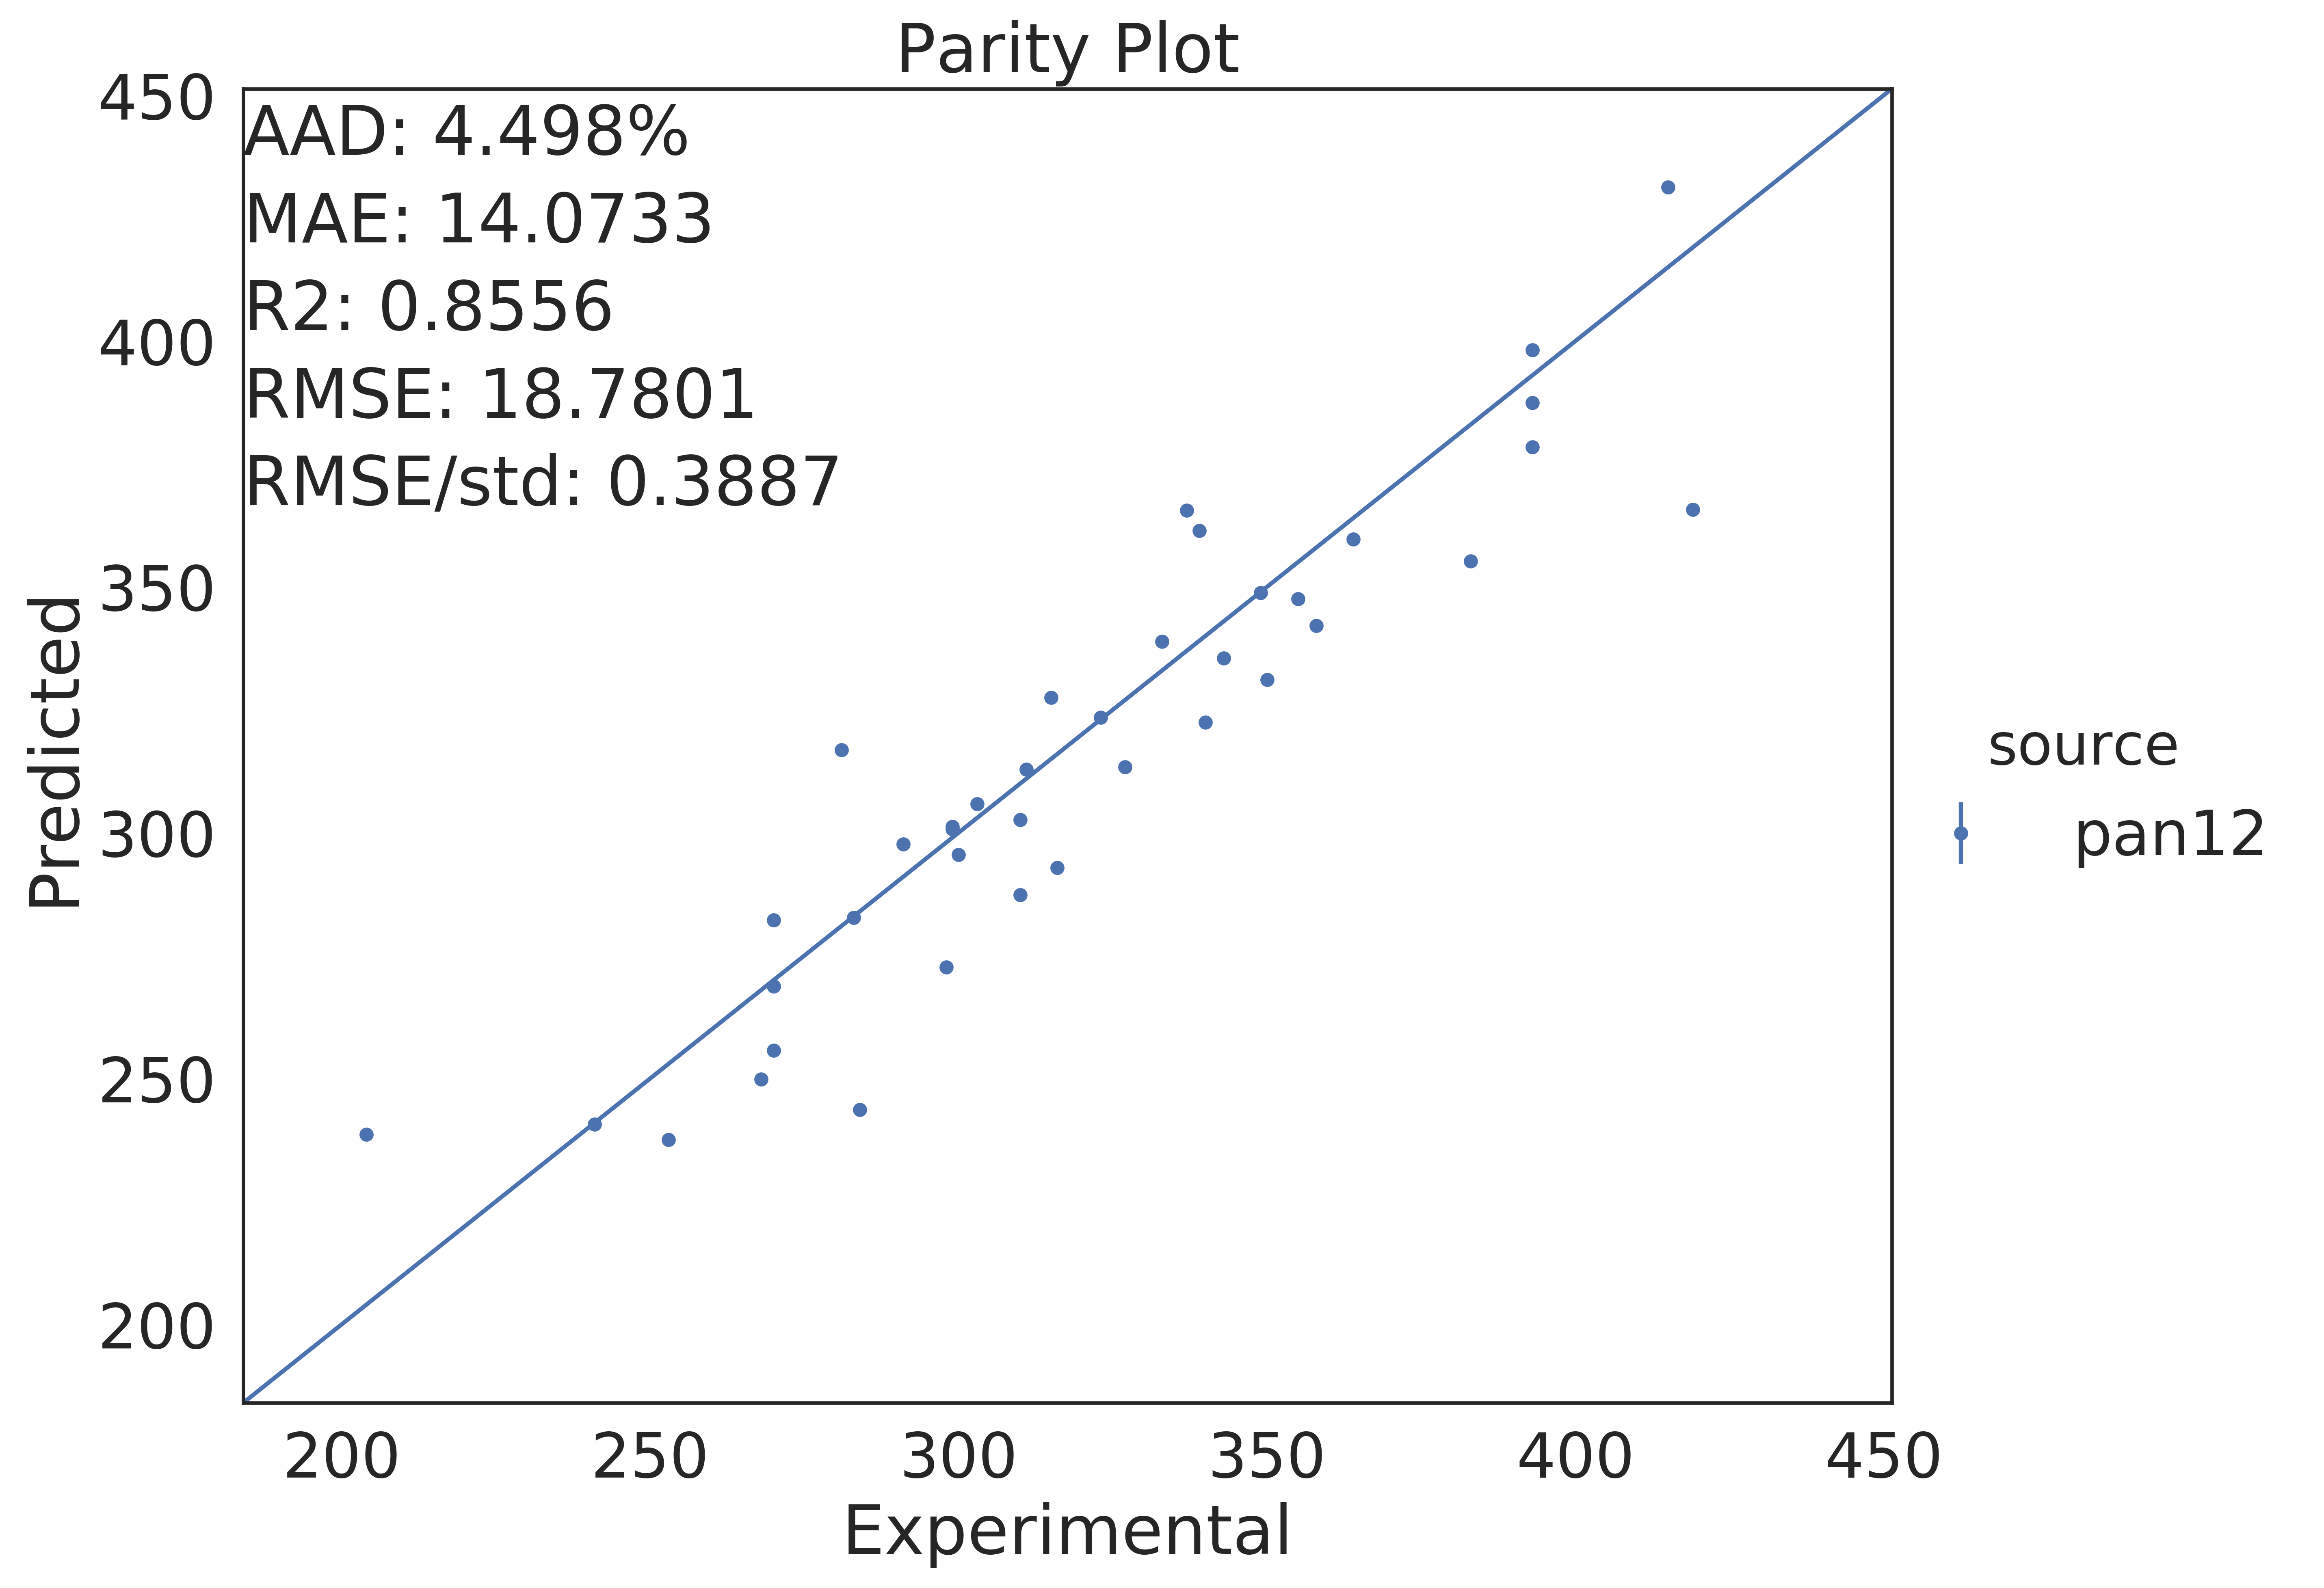 Parity Plot
AAD: 4.498%
MAE: 14.0733
R2: 0.8556
RMSE: 18.7801
RMSE/std: 0.3887
Predicted
450
400
350
300
250
200
200 250 300 350 400 450
Experimental
source
pan12